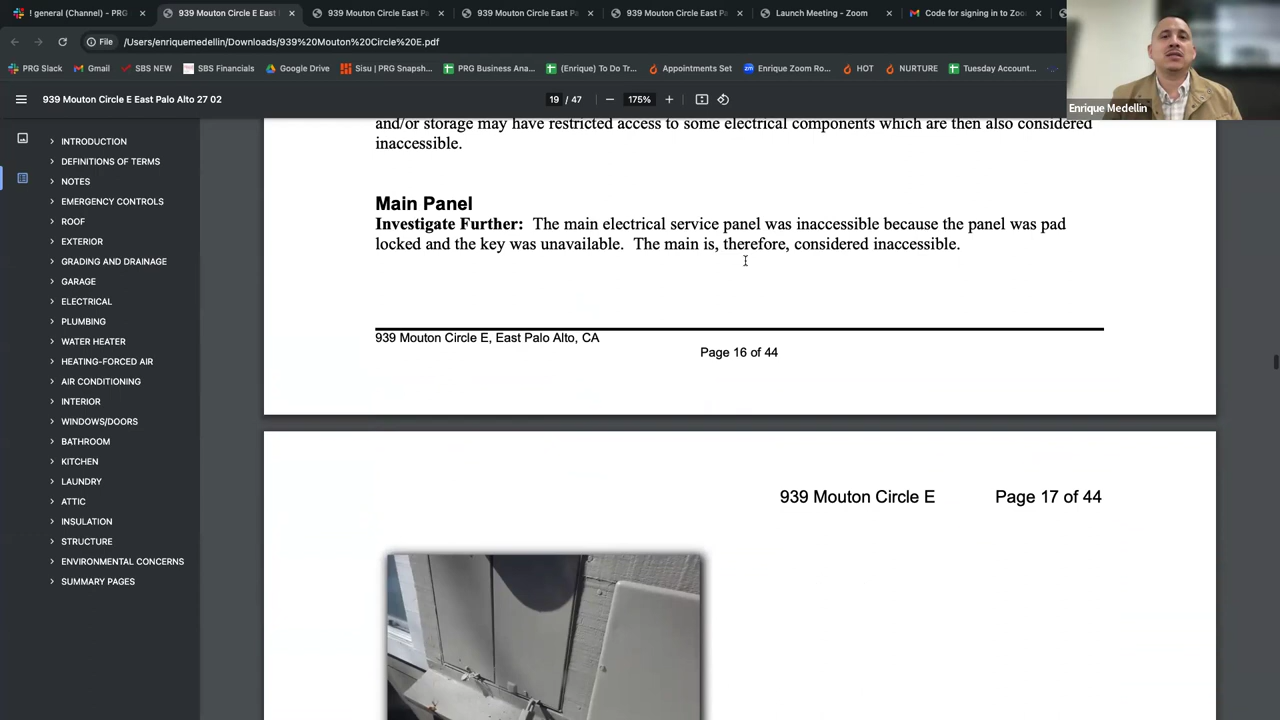 ! general (Channel) - PRG
939 Mouton Circle E East
939 Mouton Circle East Pa
939 Mouton Circle East Pa
939 Mouton Circle East Pa
Launch Meeting - Zoom
Code for signing in to Zoo
File
/Users/enriquemedellin/Downloads/939%20Mouton%20Circle%20E.pdf
PRG Slack
Gmail
SBS NEW
SBS Financials
Google Drive
Sisu | PRG Snapsh...
PRG Business Ana...
(Enrique) To Do Tr...
Appointments Set
Enrique Zoom Ro...
HOT
NURTURE
Tuesday Account...
Enrique Medellin
939 Mouton Circle E East Palo Alto 27 02
19 / 47
175%
INTRODUCTION
DEFINITIONS OF TERMS
NOTES
EMERGENCY CONTROLS
ROOF
EXTERIOR
GRADING AND DRAINAGE
GARAGE
ELECTRICAL
PLUMBING
WATER HEATER
HEATING-FORCED AIR
AIR CONDITIONING
INTERIOR
WINDOWS/DOORS
BATHROOM
KITCHEN
LAUNDRY
ATTIC
INSULATION
STRUCTURE
ENVIRONMENTAL CONCERNS
SUMMARY PAGES
and/or storage may have restricted access to some electrical components which are then also considered
inaccessible.
Main Panel
Investigate Further: The main electrical service panel was inaccessible because the panel was pad
locked and the key was unavailable. The main is, therefore, considered inaccessible.
939 Mouton Circle E, East Palo Alto, CA
Page 16 of 44
939 Mouton Circle E Page 17 of 44